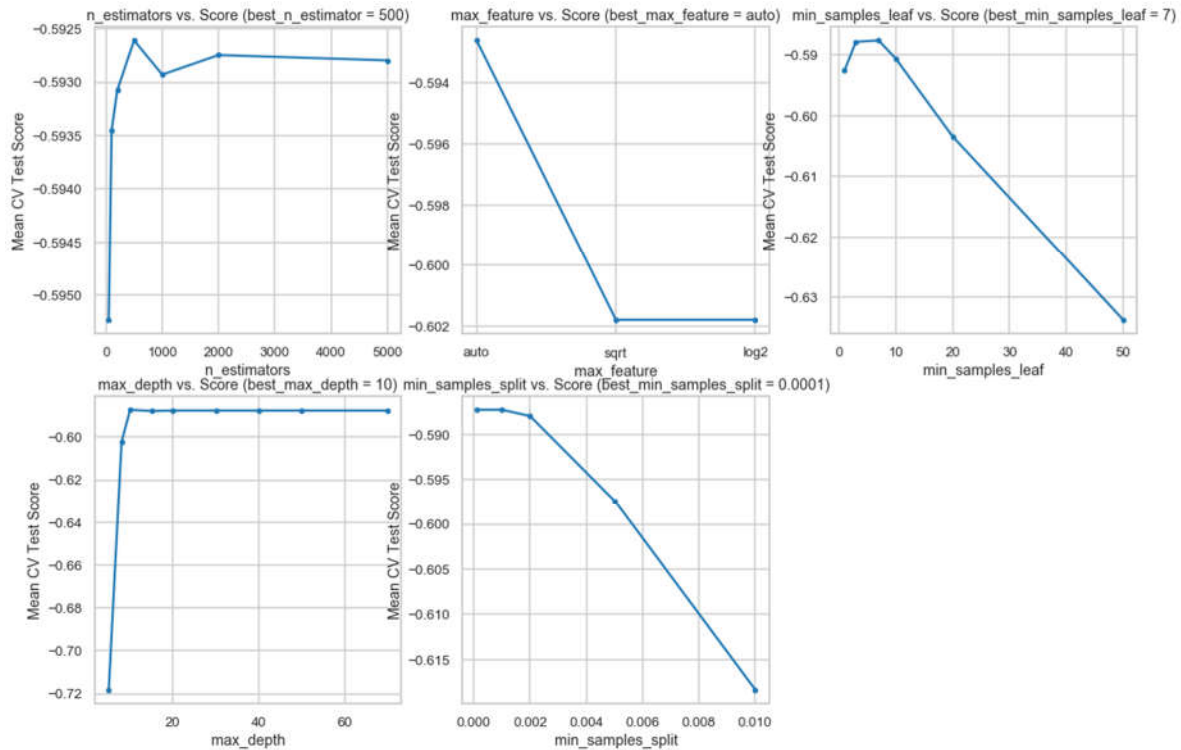 n_estimators vs. Score (best_n_estimator = 500)
−0.5925
−0.5930
−0.5935
−0.5940
−0.5945
−0.5950
Mean CV Test Score
0 1000 2000 3000 4000 5000
n_estimators
max_feature vs. Score (best_max_feature = auto)
−0.594
−0.596
−0.598
−0.600
−0.602
Mean CV Test Score
auto sqrt log2
max_feature
min_samples_leaf vs. Score (best_min_samples_leaf = 7)
−0.59
−0.60
−0.61
−0.62
−0.63
Mean CV Test Score
0 10 20 30 40 50
min_samples_leaf
max_depth vs. Score (best_max_depth = 10)
−0.60
−0.62
−0.64
−0.66
−0.68
−0.70
−0.72
Mean CV Test Score
20 40 60
max_depth
min_samples_split vs. Score (best_min_samples_split = 0.0001)
−0.590
−0.595
−0.600
−0.605
−0.610
−0.615
Mean CV Test Score
0.000 0.002 0.004 0.006 0.008 0.010
min_samples_split